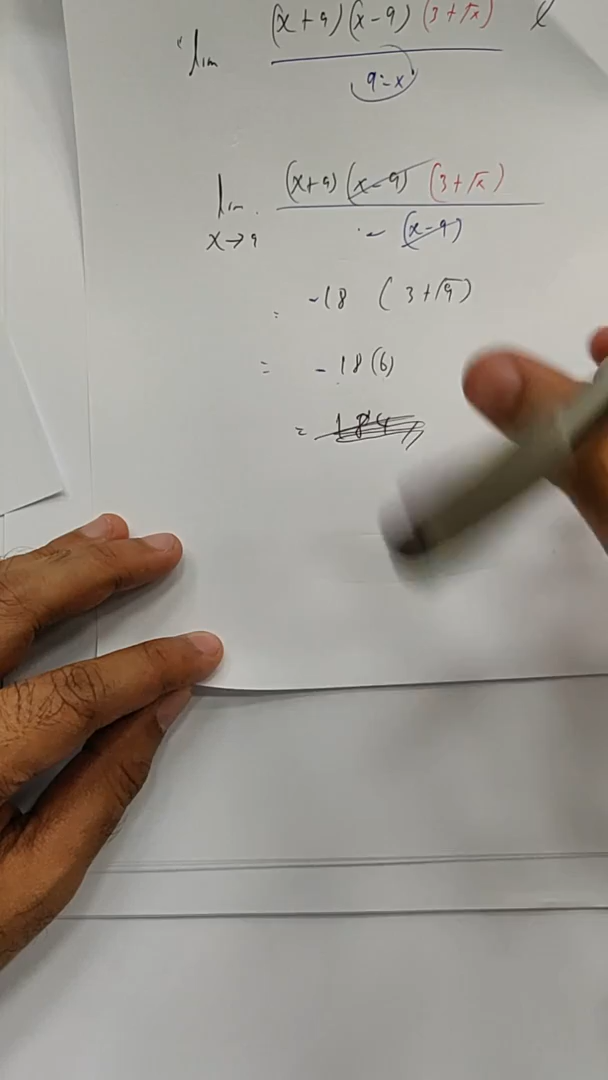 lim (x+9)(x-9)(3+√x)
9-x
lim (x+9)(x-9)(3+√x)
x→9 -(x-9)
= -18 (3+√9)
= -18(6)
=